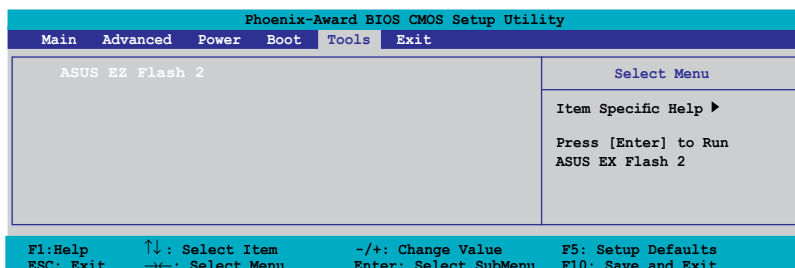 Phoenix-Award BIOS CMOS Setup Utility
Main Advanced Power Boot Tools Exit
ASUS EZ Flash 2
Select Menu
Item Specific Help ▶
Press [Enter] to Run
ASUS EX Flash 2
F1:Help ↑↓ : Select Item -/+: Change Value F5: Setup Defaults
ESC: Exit →←: Select Menu Enter: Select SubMenu F10: Save and Exit